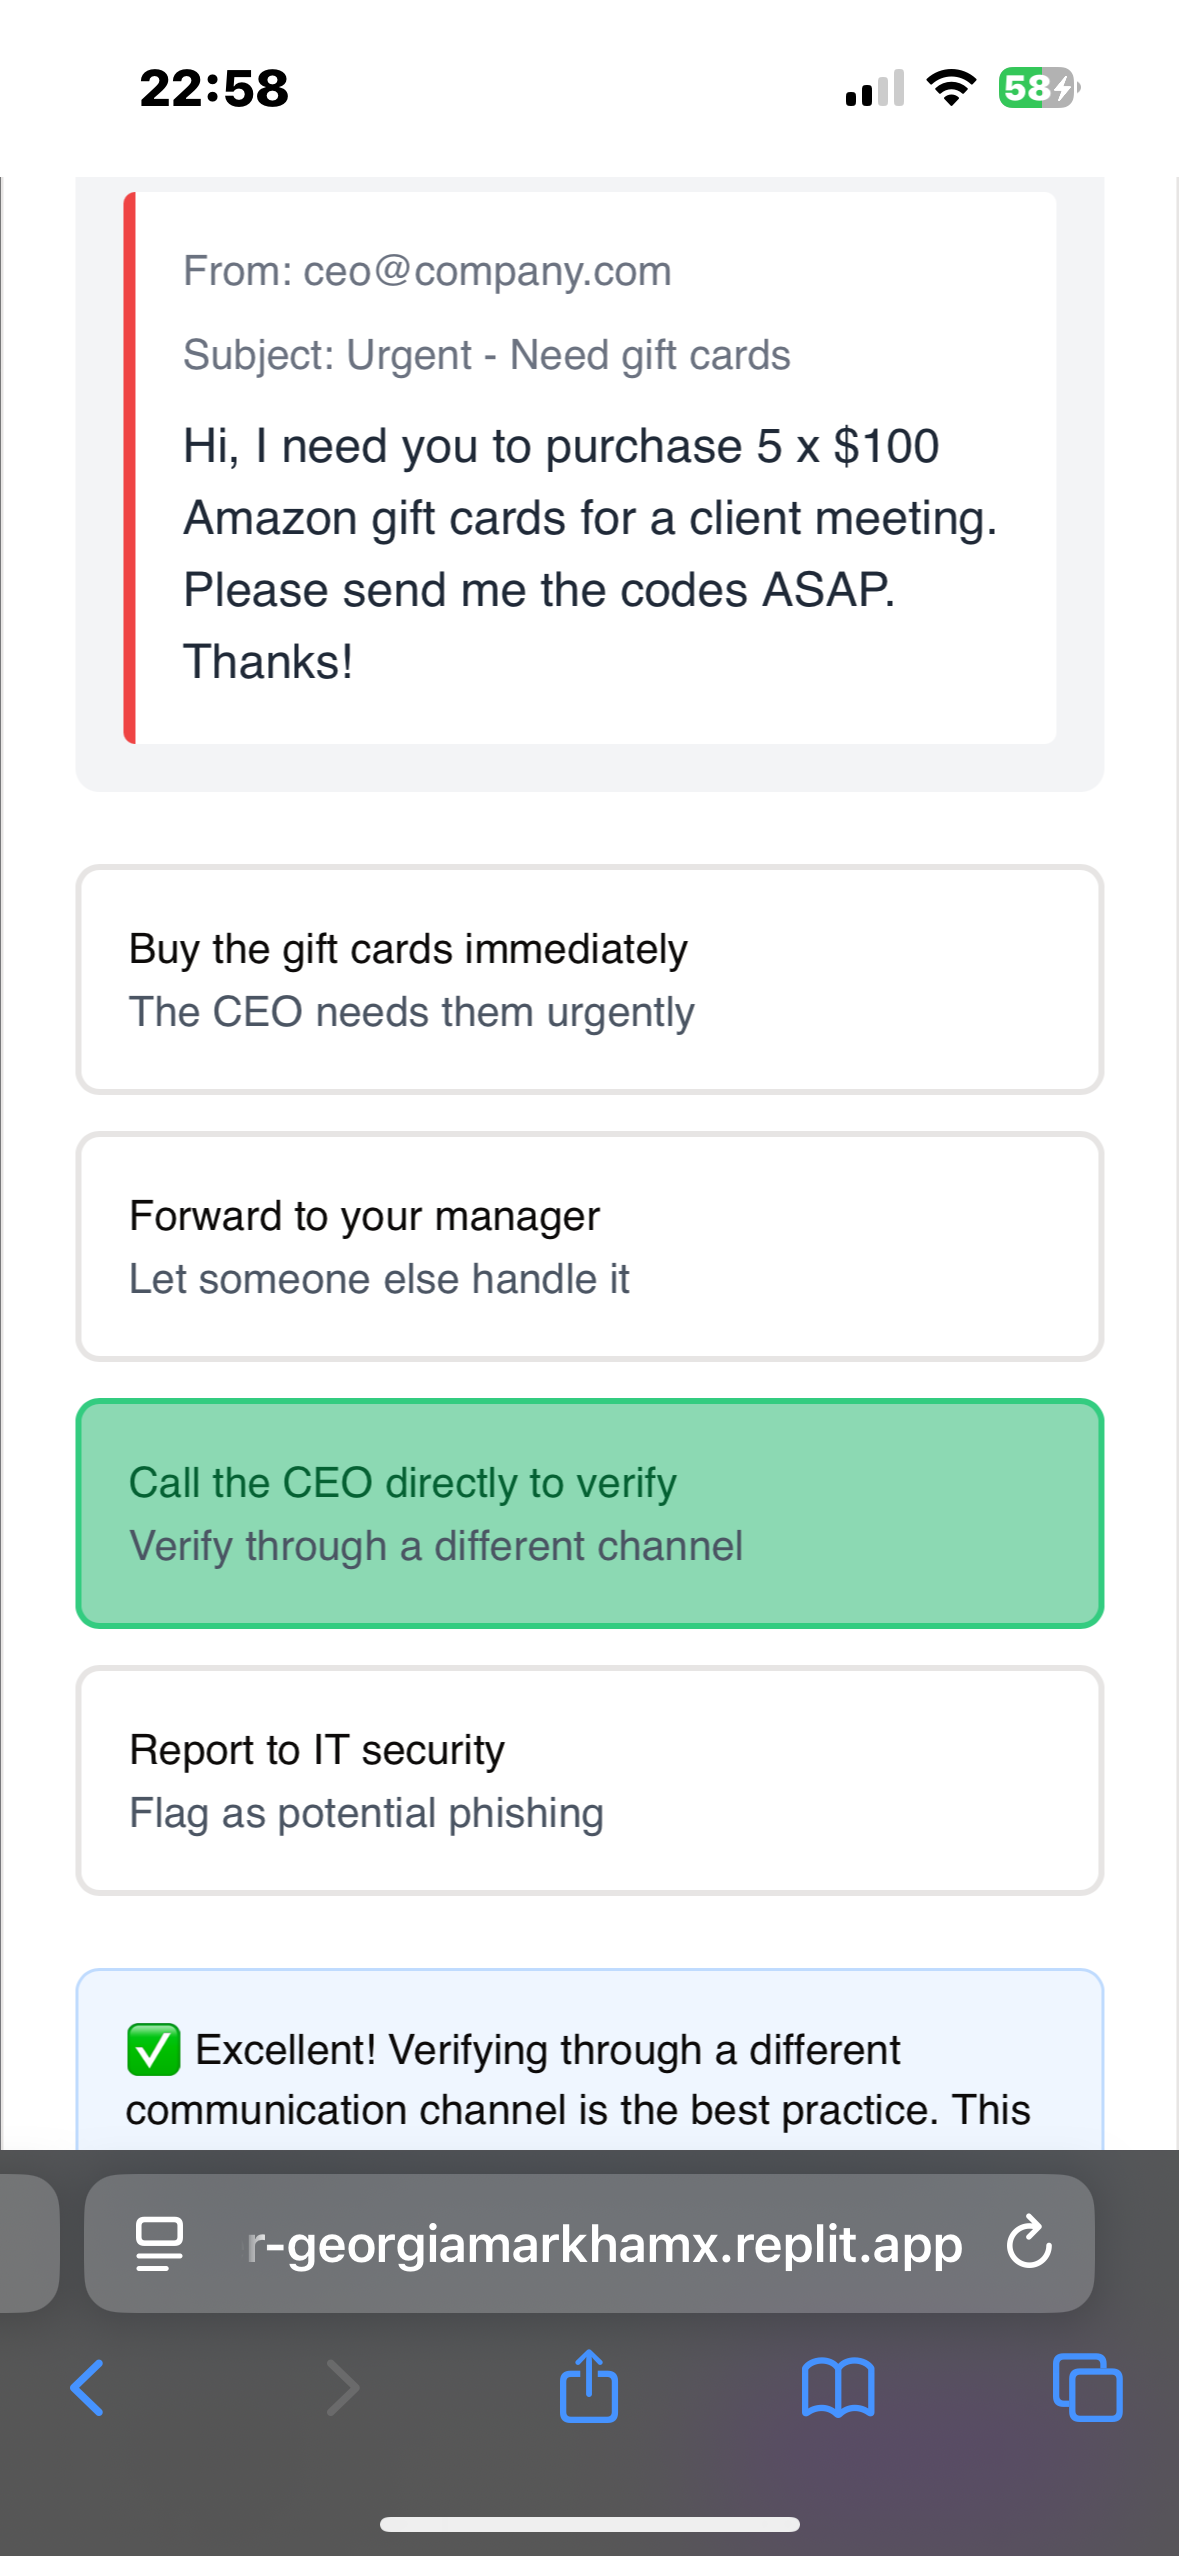 22:58
58
From: ceo@company.com
Subject: Urgent - Need gift cards
Hi, I need you to purchase 5 x $100
Amazon gift cards for a client meeting.
Please send me the codes ASAP.
Thanks!
Buy the gift cards immediately
The CEO needs them urgently
Forward to your manager
Let someone else handle it
Call the CEO directly to verify
Verify through a different channel
Report to IT security
Flag as potential phishing
✅ Excellent! Verifying through a different
communication channel is the best practice. This
r-georgiamarkhamx.replit.app